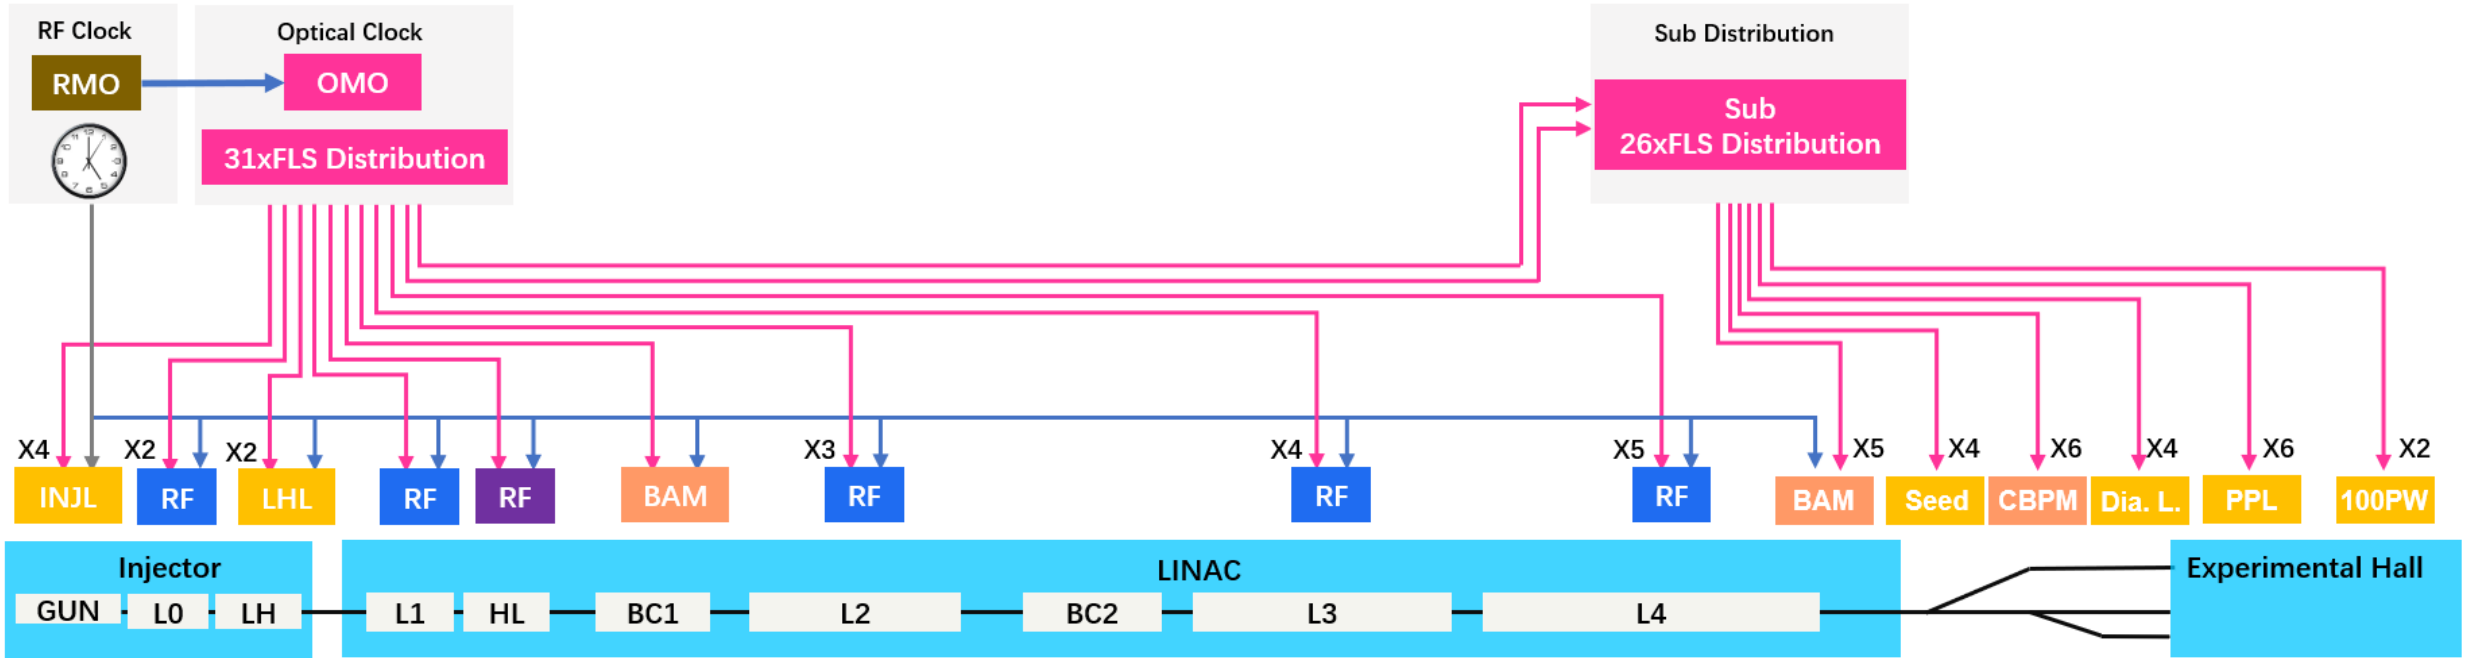 RF Clock
Optical Clock
Sub Distribution
RMO
OMO
31xFLS Distribution
Sub
26xFLS Distribution
X4
X2
X2
X3
X4
X5
X5
X4
X6
X4
X6
X2
INJL
RF
LHL
RF
RF
BAM
RF
RF
RF
BAM
Seed
CBPM
Dia. L.
PPL
100PW
Injector
LINAC
Experimental Hall
GUN
L0
LH
L1
HL
BC1
L2
BC2
L3
L4